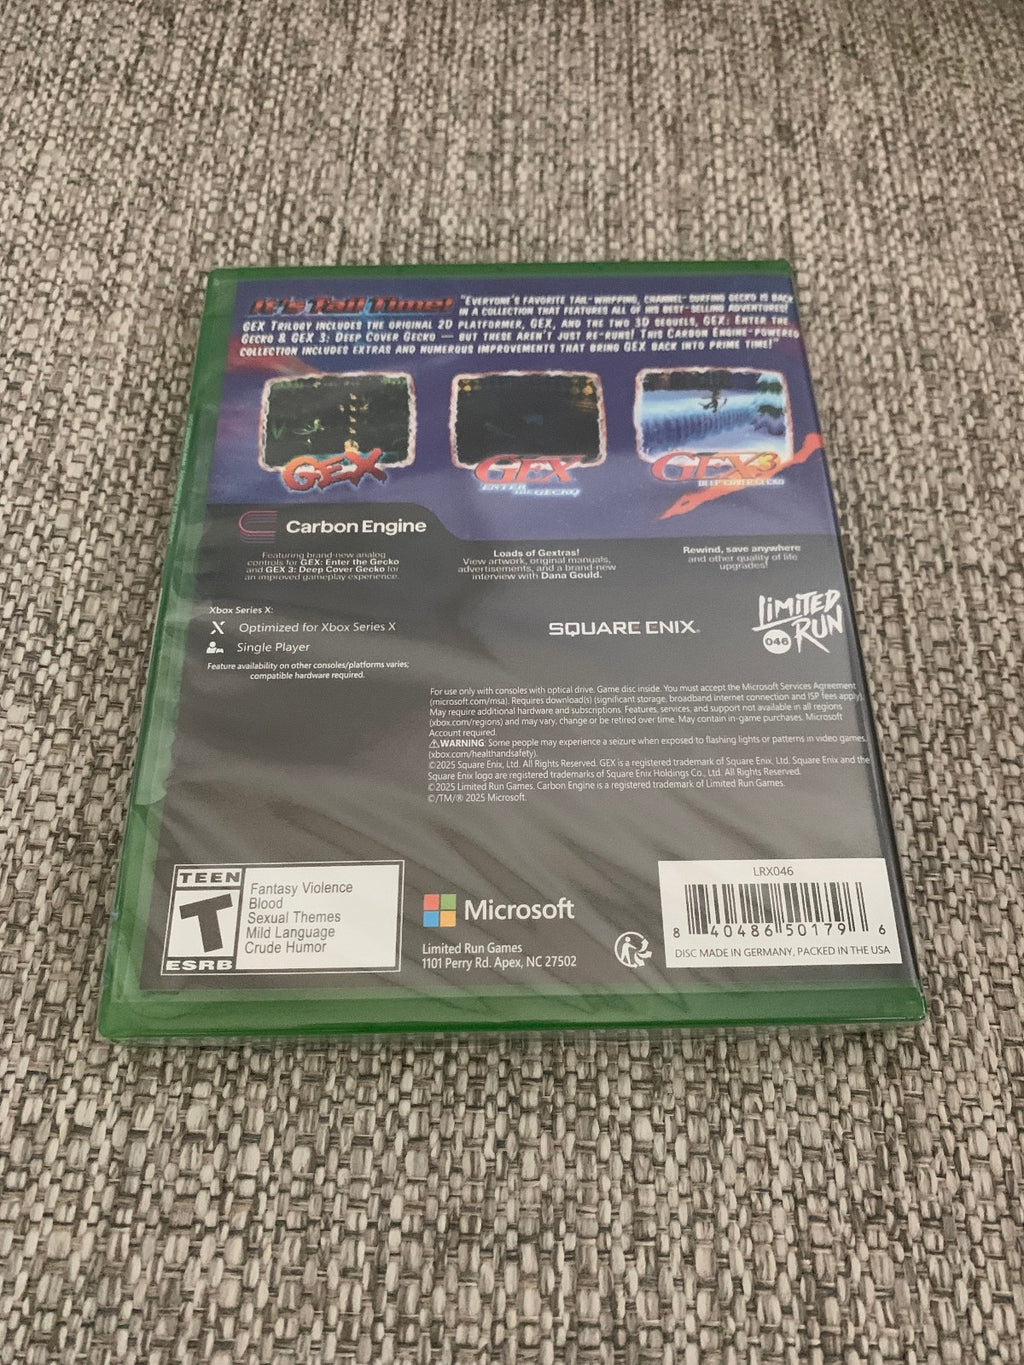 It's Tail Time! "Everyone's favorite tail-whipping, channel-surfing gecko is back
in a collection that features all of his best-selling adventures!
GEX Trilogy includes the original 2D platformer, GEX, and the two 3D sequels, GEX: Enter the
Gecko & GEX 3: Deep Cover Gecko — but these aren't just re-runs! This Carbon Engine-powered
collection includes extras and numerous improvements that bring GEX back into prime time!"
GEX
GEX
ENTER
THE GECKO
GEX3
DEEP COVER GECKO
Carbon Engine
Featuring brand-new analog
controls for GEX: Enter the Gecko
and GEX 3: Deep Cover Gecko for
an improved gameplay experience.
Loads of Gextras!
View artwork, original manuals,
advertisements, and a brand-new
interview with Dana Gould.
Rewind, save anywhere
and other quality of life
upgrades!
Xbox Series X:
X Optimized for Xbox Series X
Single Player
Feature availability on other consoles/platforms varies;
compatible hardware required.
SQUARE ENIX.
LIMITED
RUN
046
For use only with consoles with optical drive. Game disc inside. You must accept the Microsoft Services Agreement
(microsoft.com/msa). Requires download(s) (significant storage, broadband internet connection and ISP fees apply).
May require additional hardware and subscriptions. Features, services, and support not available in all regions
(xbox.com/regions) and may vary, change or be retired over time. May contain in-game purchases. Microsoft
Account required.
⚠WARNING: Some people may experience a seizure when exposed to flashing lights or patterns in video games.
(xbox.com/healthandsafety).
©2025 Square Enix, Ltd. All Rights Reserved. GEX is a registered trademark of Square Enix, Ltd. Square Enix and the
Square Enix logo are registered trademarks of Square Enix Holdings Co., Ltd. All Rights Reserved.
©2025 Limited Run Games. Carbon Engine is a registered trademark of Limited Run Games.
©/TM/® 2025 Microsoft.
TEEN
T
ESRB
Fantasy Violence
Blood
Sexual Themes
Mild Language
Crude Humor
Microsoft
Limited Run Games
1101 Perry Rd. Apex, NC 27502
LRX046
8 40486 50179 6
DISC MADE IN GERMANY, PACKED IN THE USA